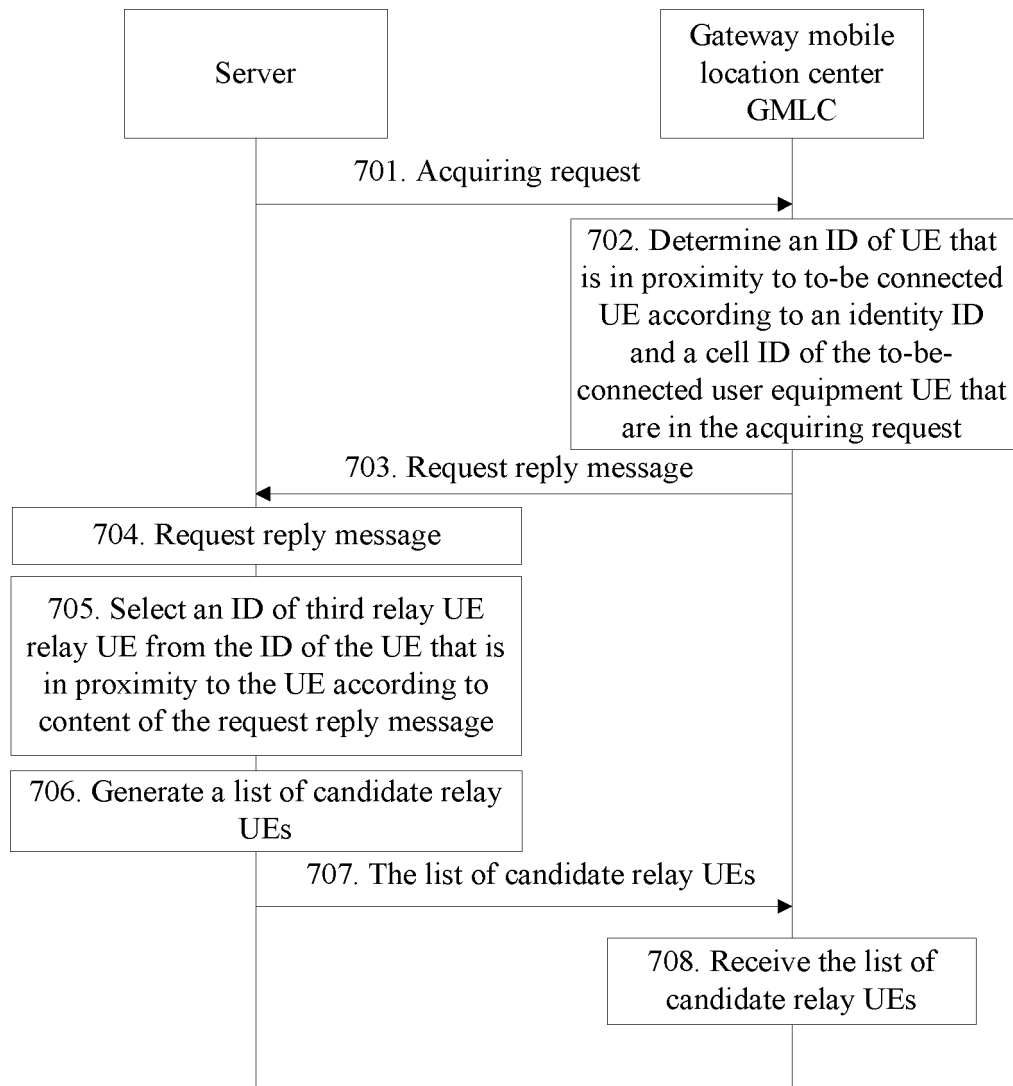 Server
Gateway mobile
location center
GMLC
701. Acquiring request
702. Determine an ID of UE that
is in proximity to to-be connected
UE according to an identity ID
and a cell ID of the to-be-
connected user equipment UE that
are in the acquiring request
703. Request reply message
704. Request reply message
705. Select an ID of third relay UE
relay UE from the ID of the UE that is
in proximity to the UE according to
content of the request reply message
706. Generate a list of candidate relay
UEs
707. The list of candidate relay UEs
708. Receive the list of
candidate relay UEs